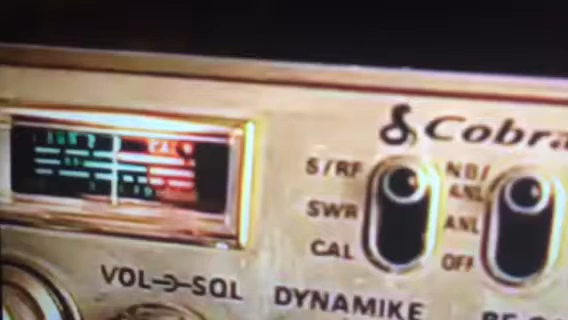 Cobra
S/RF
SWR
CAL
NB/
ANL
ANL
OFF
VOL SQL
DYNAMIKE